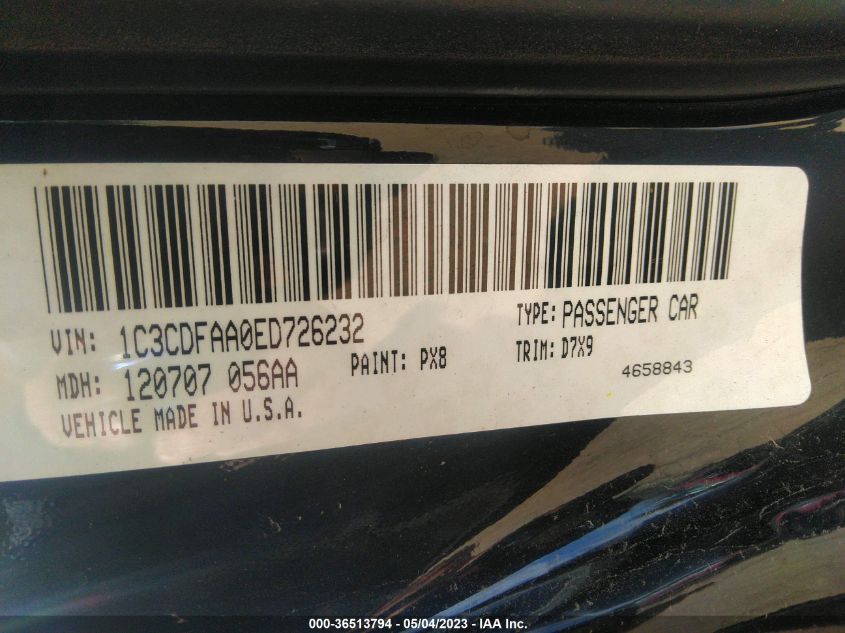 VIN: 1C3CDFAA0ED726232 TYPE: PASSENGER CAR
MDH: 120707 056AA PAINT: PX8 TRIM: D7X9
VEHICLE MADE IN U.S.A. 4658843
000-36513794 - 05/04/2023 - IAA Inc.